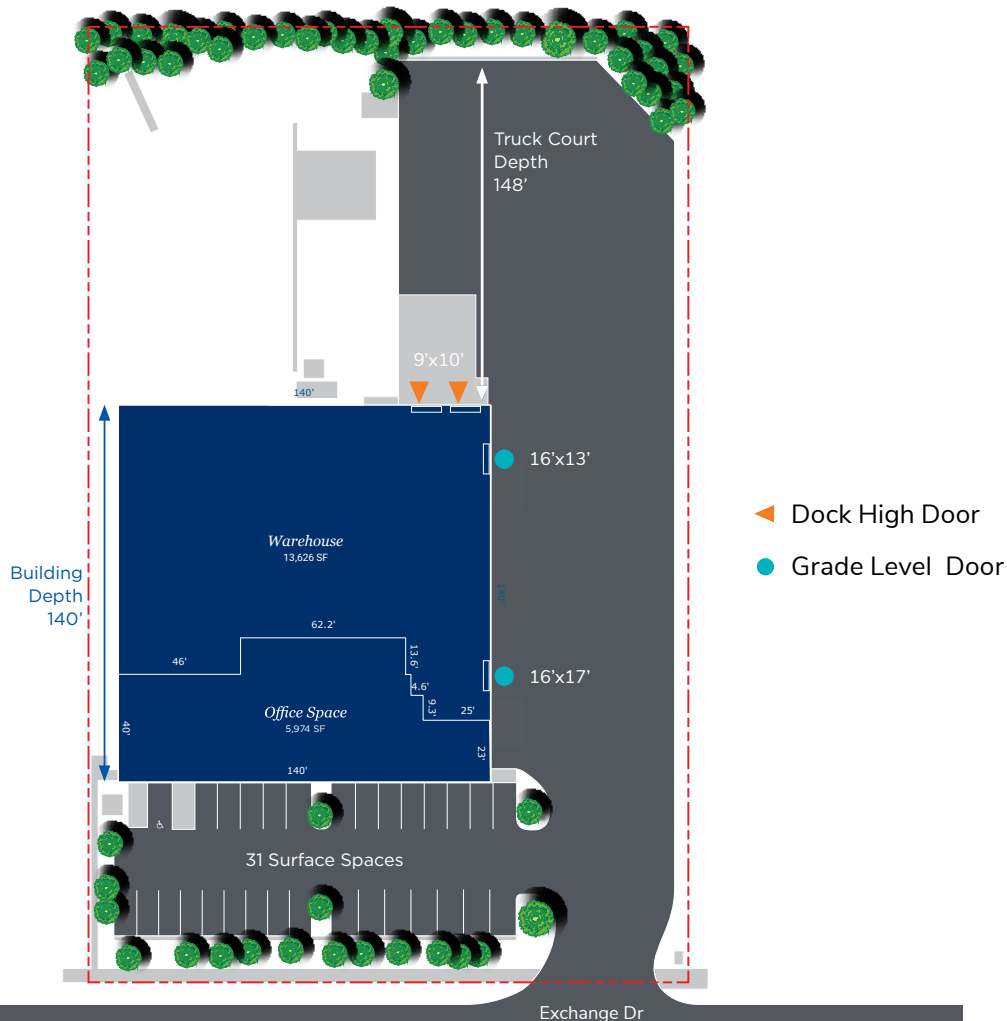 Truck Court
Depth
148'
9'x10'
140'
16'x13'
Dock High Door
Grade Level Door
Warehouse
13,626 SF
Building
Depth
140'
140'
62.2'
46'
13.6'
4.6'
9.3'
25'
16'x17'
Office Space
5,974 SF
40'
23'
140'
31 Surface Spaces
Exchange Dr